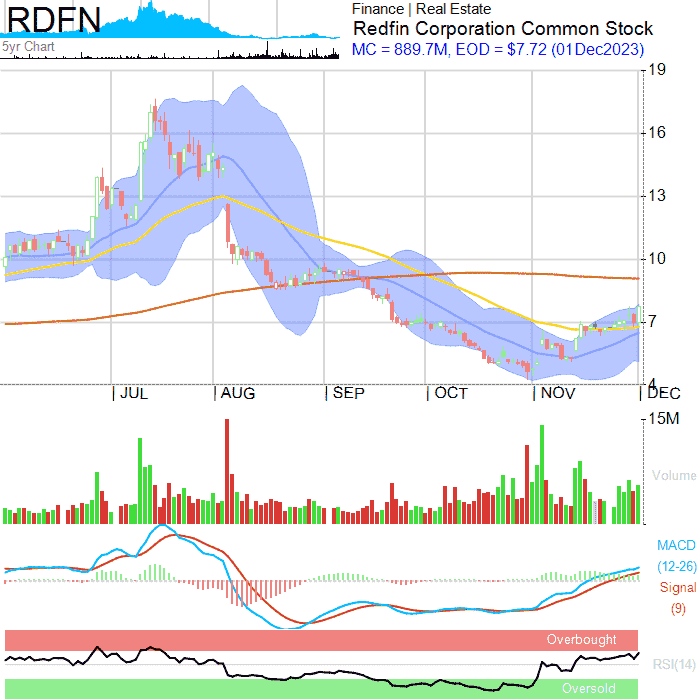 RDFN
5yr Chart
Finance | Real Estate
Redfin Corporation Common Stock
MC = 889.7M, EOD = $7.72 (01Dec2023)
19
16
13
10
7
4
JUL
AUG
SEP
OCT
NOV
DEC
15M
Volume
MACD
(12-26)
Signal
(9)
Overbought
RSI(14)
Oversold